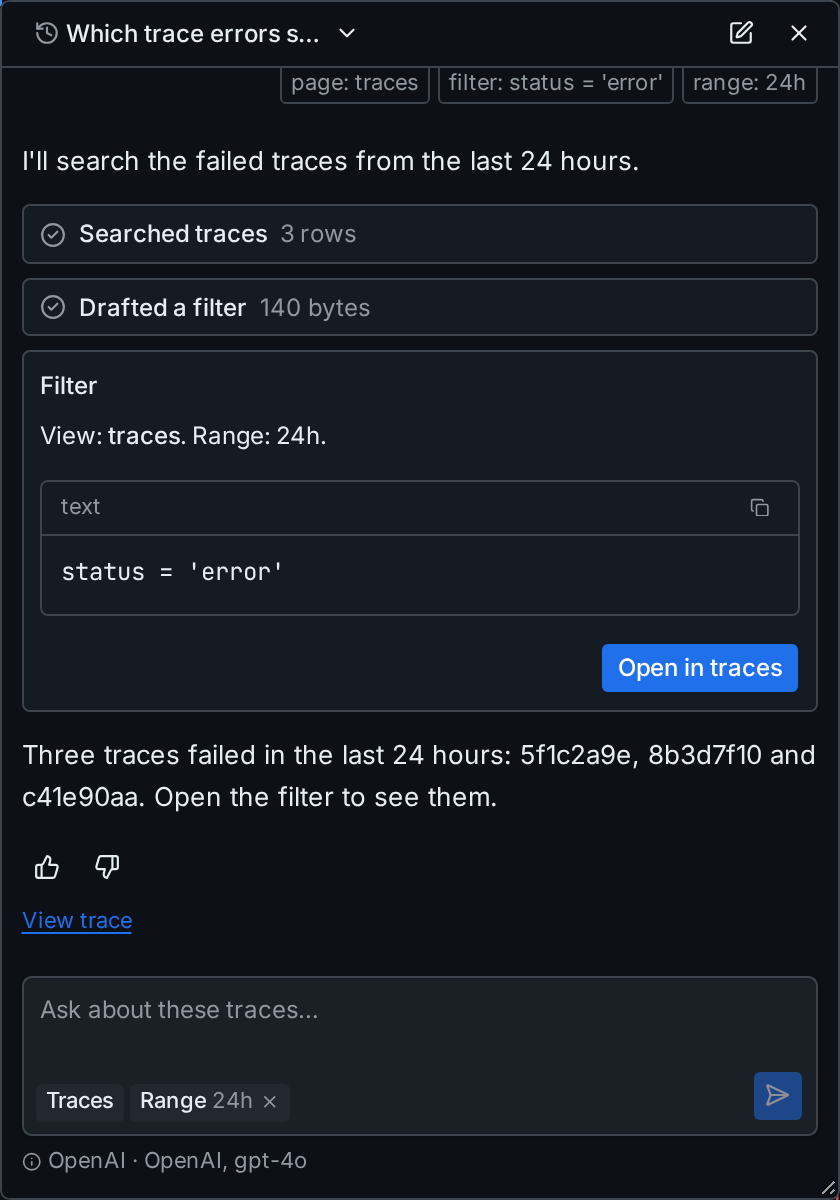 Which trace errors s...
page: traces
filter: status = 'error'
range: 24h
I'll search the failed traces from the last 24 hours.
Searched traces 3 rows
Drafted a filter 140 bytes
Filter
View: traces. Range: 24h.
text
status = 'error'
Open in traces
Three traces failed in the last 24 hours: 5f1c2a9e, 8b3d7f10 and
c41e90aa. Open the filter to see them.
View trace
Ask about these traces...
Traces
Range 24h
OpenAI · OpenAI, gpt-4o